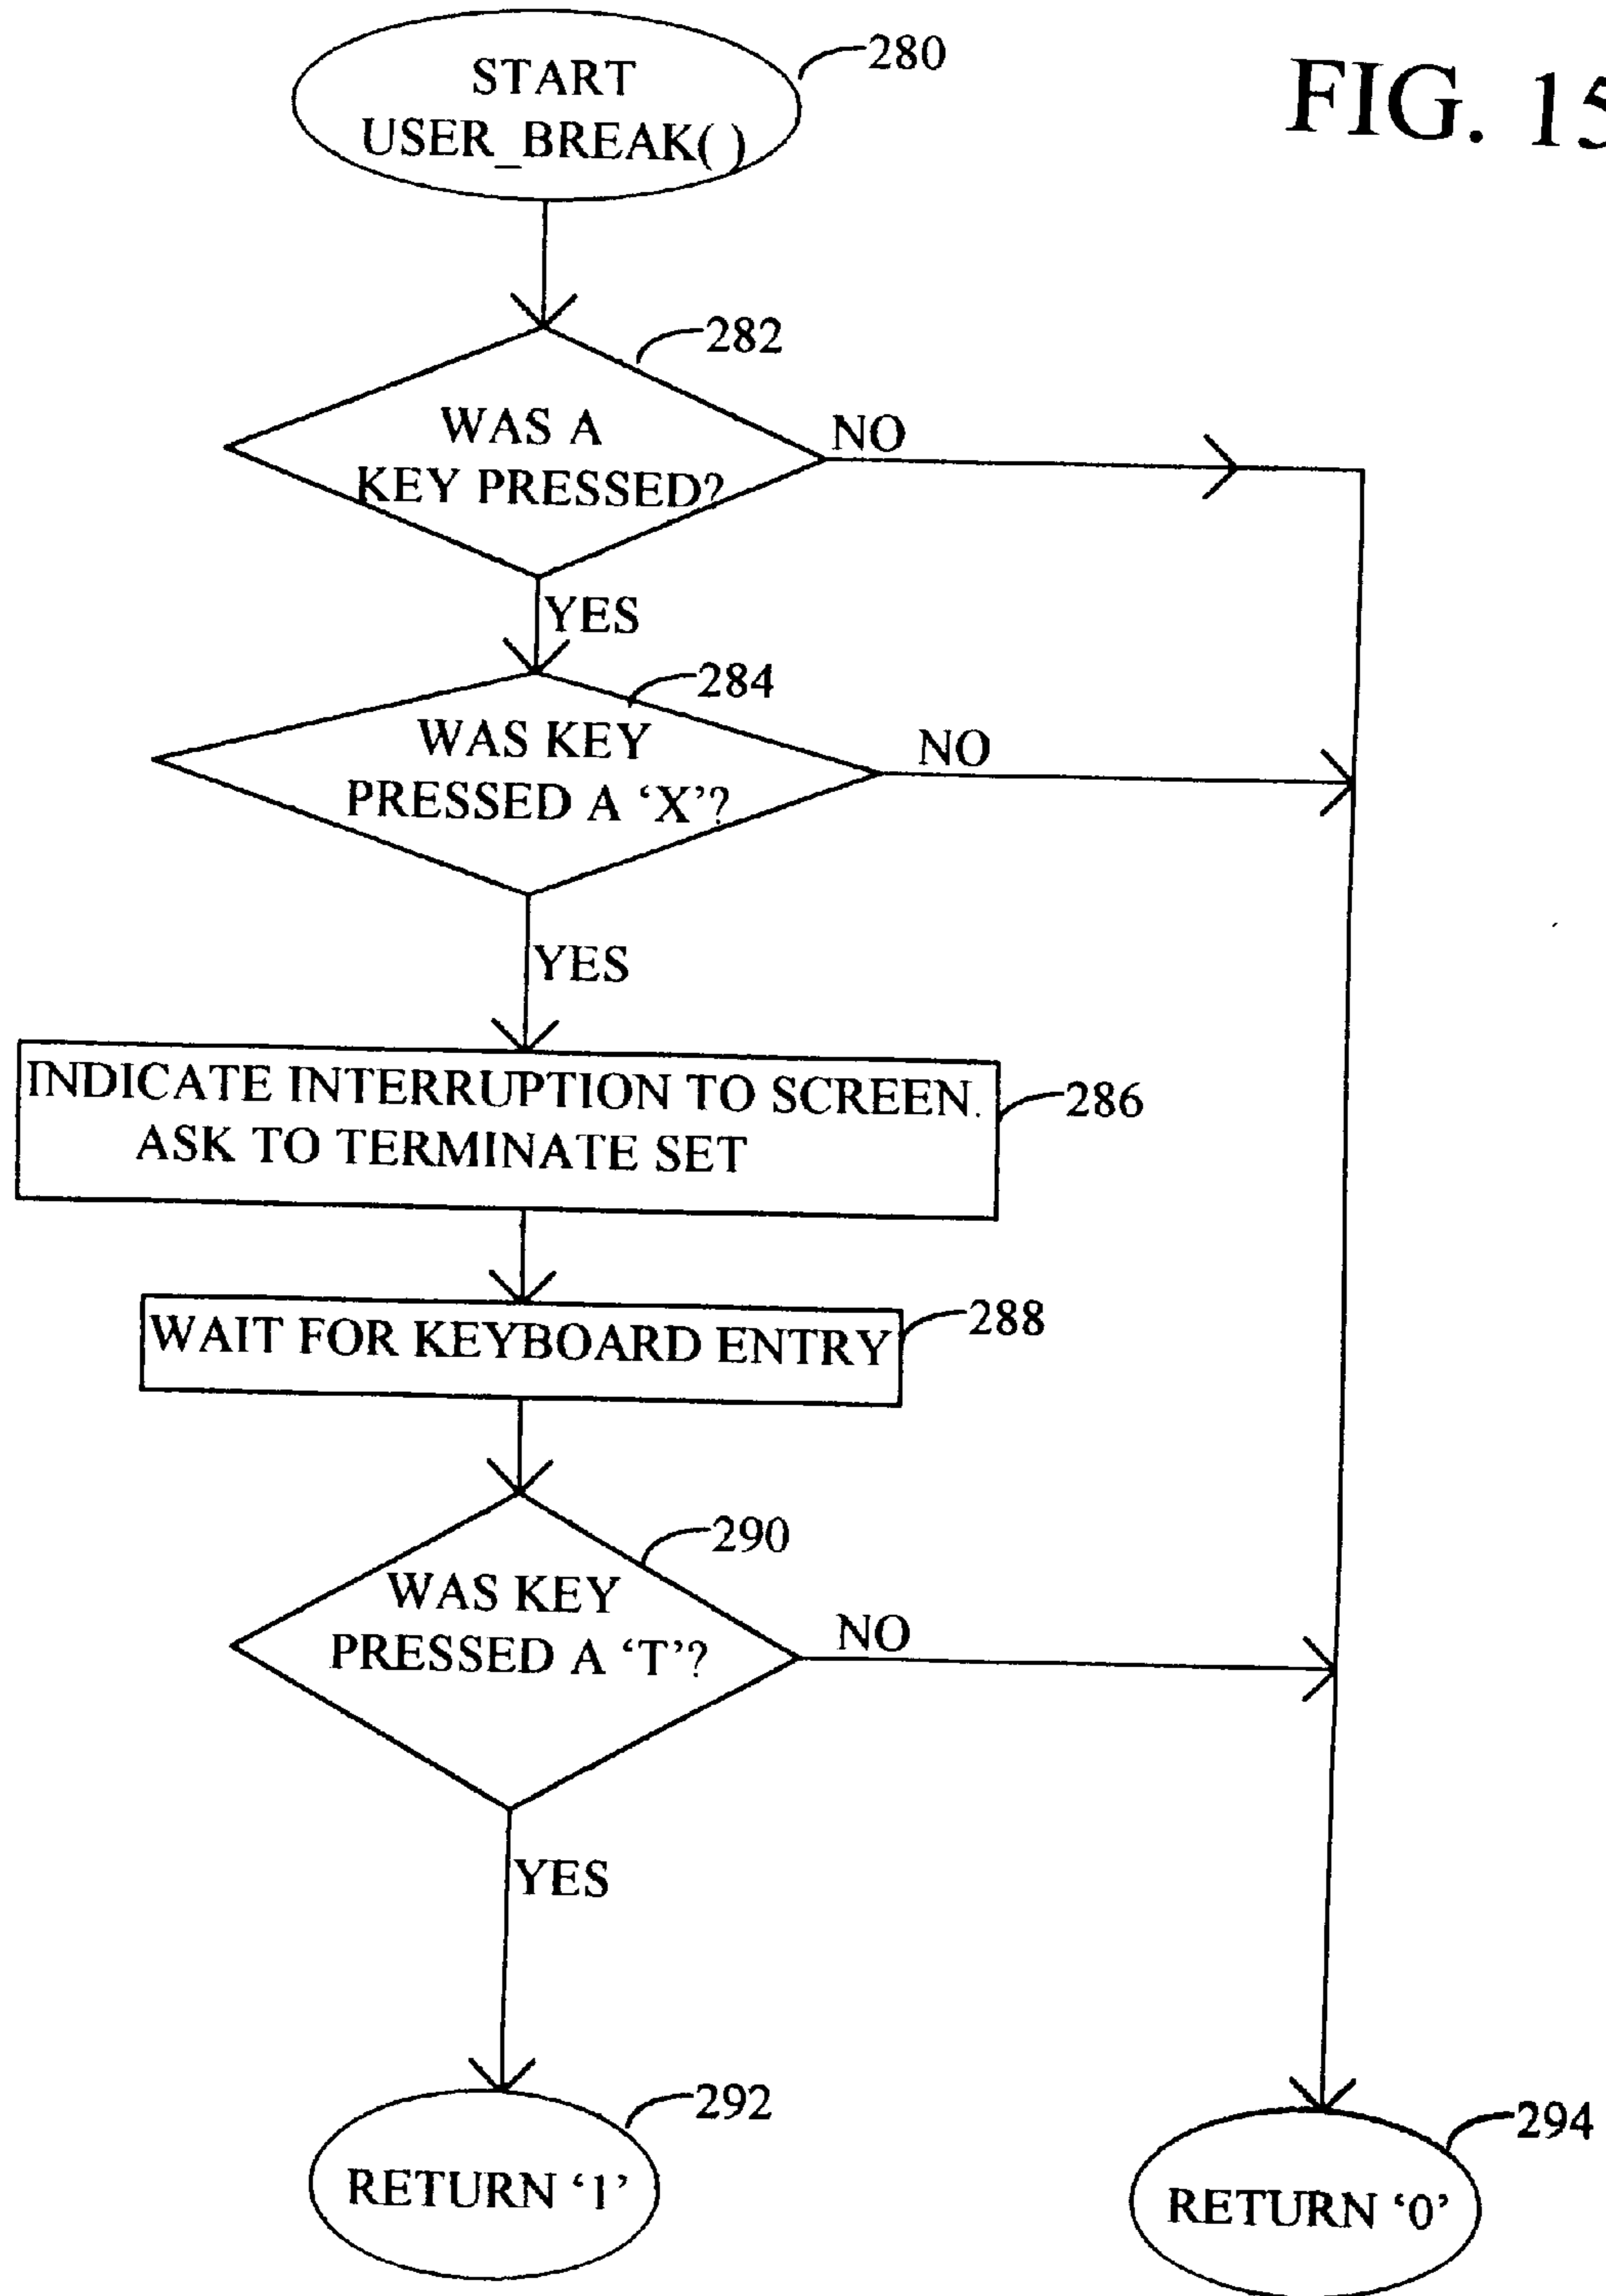 FIG. 15
280
START
USER_BREAK( )
282
WAS A
KEY PRESSED?
NO
YES
284
WAS KEY
PRESSED A ‘X’?
NO
YES
INDICATE INTERRUPTION TO SCREEN.
ASK TO TERMINATE SET
286
WAIT FOR KEYBOARD ENTRY
288
290
WAS KEY
PRESSED A ‘T’?
NO
YES
292
RETURN ‘1’
294
RETURN ‘0’